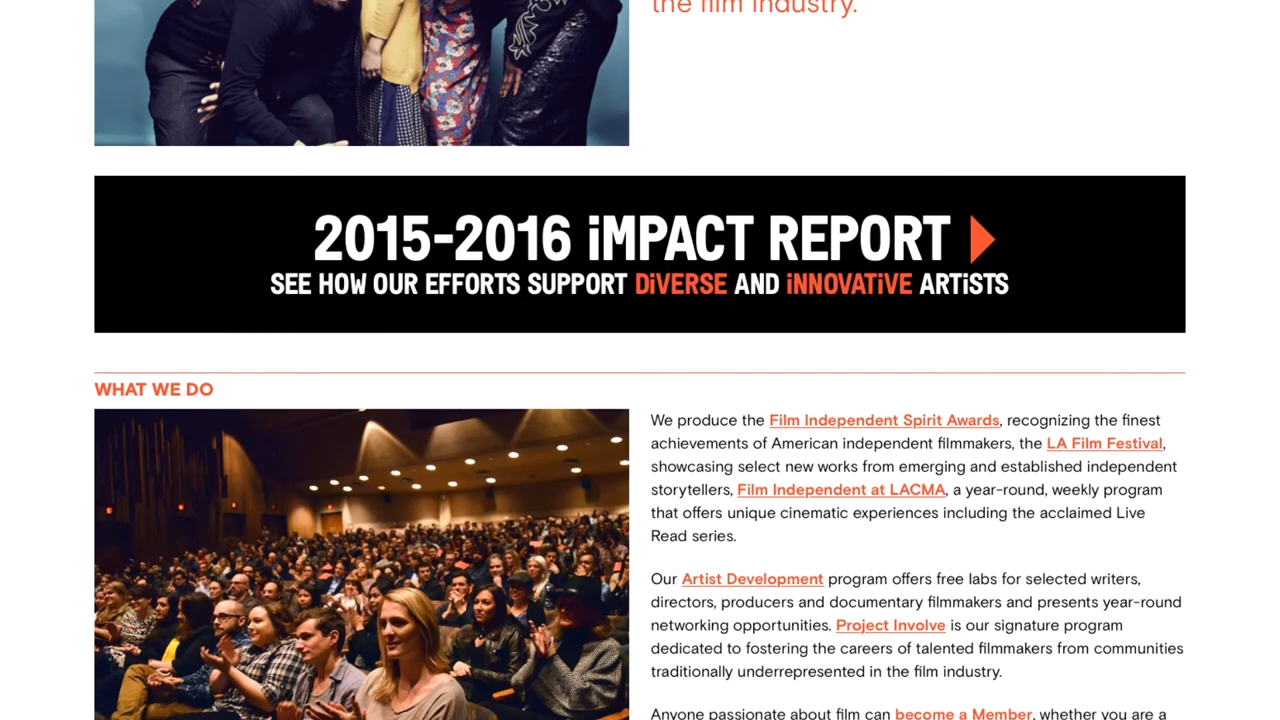 the film industry.
2015-2016 iMPACT REPORT
SEE HOW OUR EFFORTS SUPPORT DiVERSE AND iNNOVATiVE ARTiSTS
WHAT WE DO
We produce the Film Independent Spirit Awards, recognizing the finest
achievements of American independent filmmakers, the LA Film Festival,
showcasing select new works from emerging and established independent
storytellers, Film Independent at LACMA, a year-round, weekly program
that offers unique cinematic experiences including the acclaimed Live
Read series.
Our Artist Development program offers free labs for selected writers,
directors, producers and documentary filmmakers and presents year-round
networking opportunities. Project Involve is our signature program
dedicated to fostering the careers of talented filmmakers from communities
traditionally underrepresented in the film industry.
Anyone passionate about film can become a Member, whether you are a